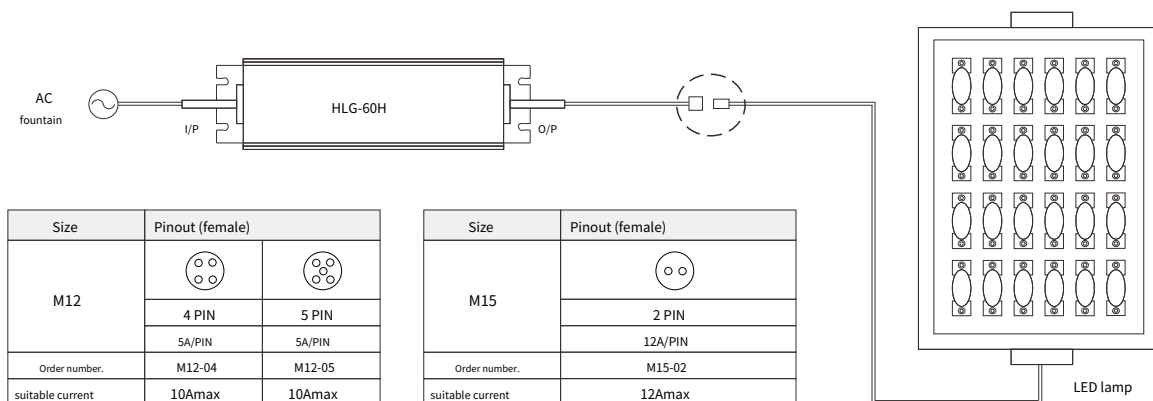 AC
fountain
I/P
HLG-60H
O/P
Size Pinout (female)
M12
4 PIN 5 PIN
5A/PIN 5A/PIN
Order number. M12-04 M12-05
suitable current 10Amax 10Amax
Size Pinout (female)
M15
2 PIN
12A/PIN
Order number. M15-02
suitable current 12Amax
LED lamp